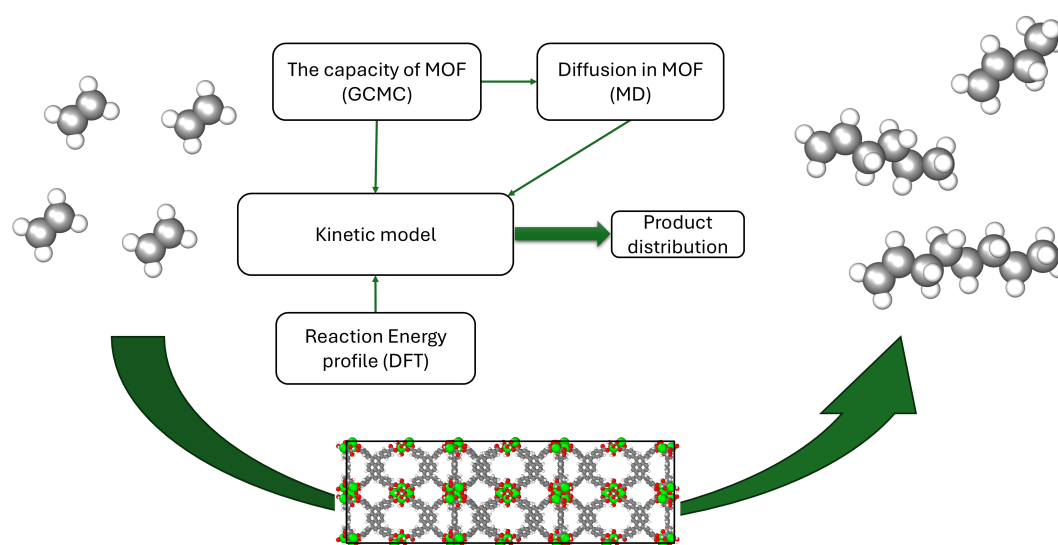 The capacity of MOF
(GCMC)
Diffusion in MOF
(MD)
Kinetic model
Product
distribution
Reaction Energy
profile (DFT)